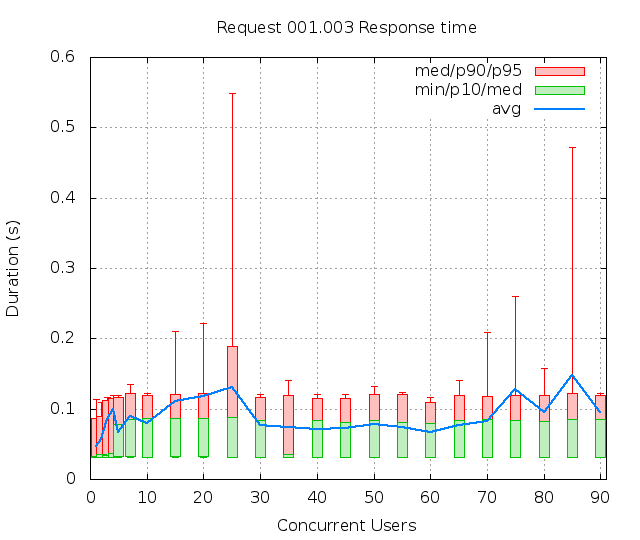 Request 001.003 Response time
med/p90/p95
min/p10/med
avg
Duration (s)
0.6
0.5
0.4
0.3
0.2
0.1
0
0 10 20 30 40 50 60 70 80 90
Concurrent Users